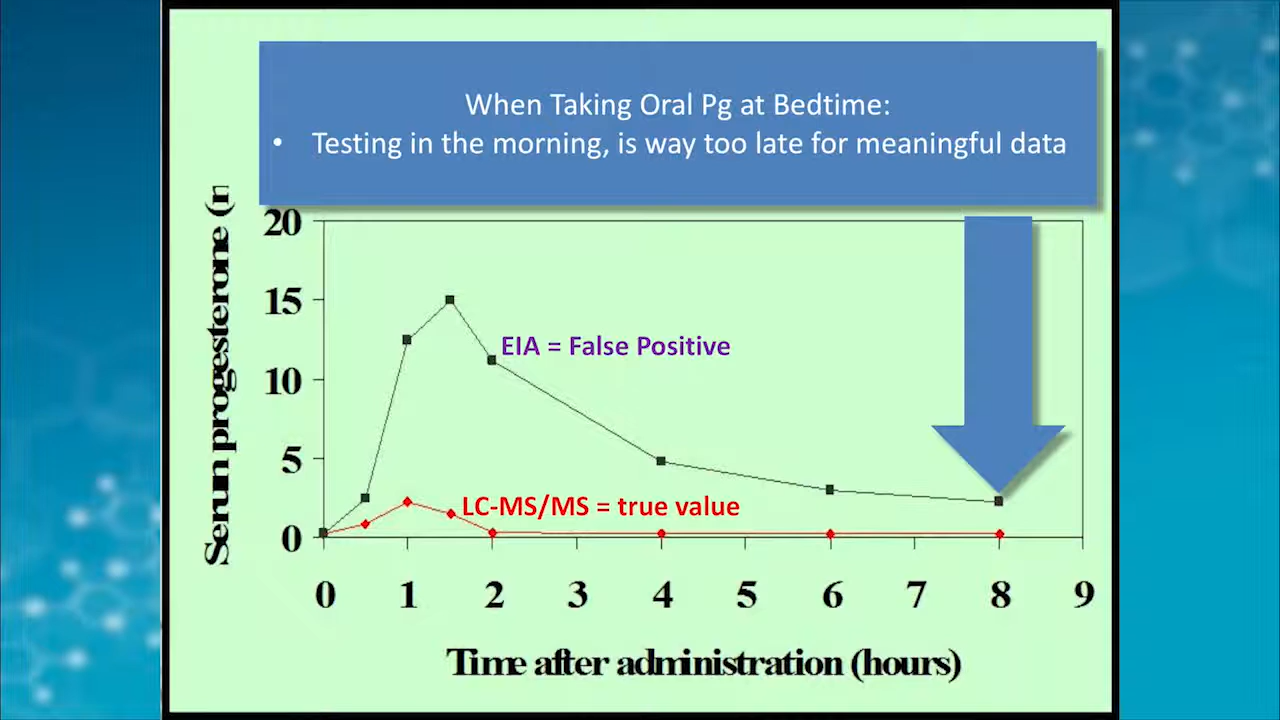 When Taking Oral Pg at Bedtime:
• Testing in the morning, is way too late for meaningful data
Serum progesterone (n
20
15
10
5
0
EIA = False Positive
LC-MS/MS = true value
0 1 2 3 4 5 6 7 8 9
Time after administration (hours)